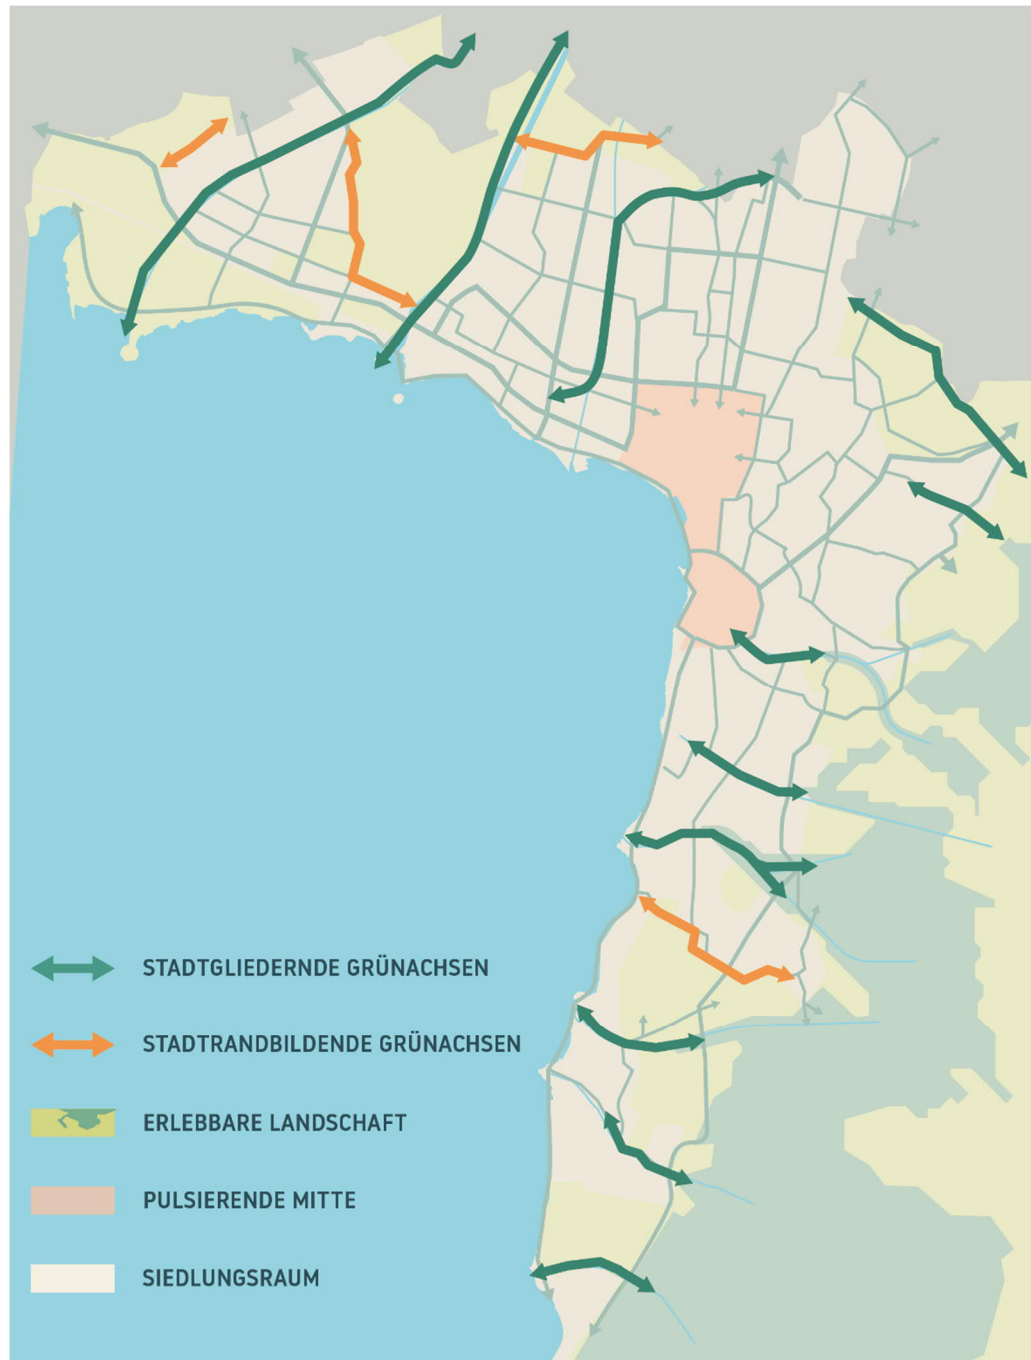 STADTGLIEDERNDE GRÜNACHSEN
STADTRANDBILDENDE GRÜNACHSEN
ERLEBBARE LANDSCHAFT
PULSIERENDE MITTE
SIEDLUNGSRAUM